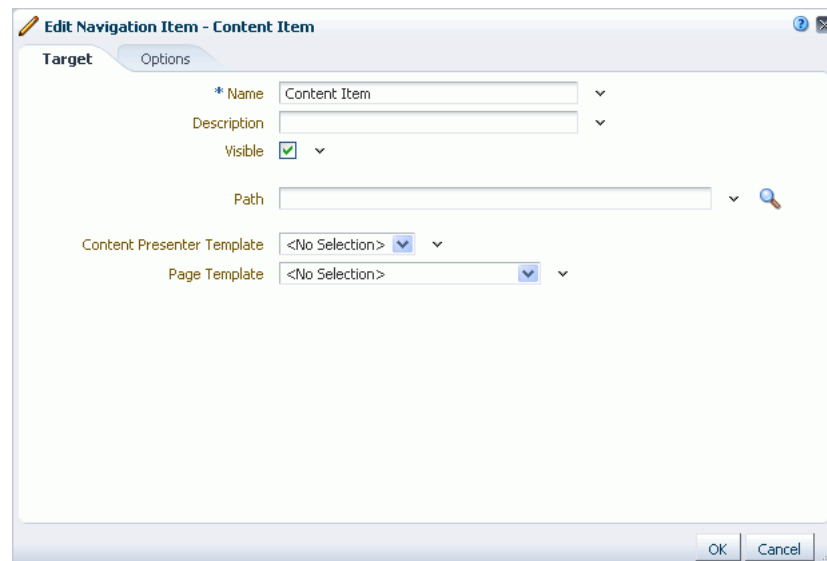 Edit Navigation Item - Content Item
Target Options
* Name Content Item
Description
Visible
Path
Content Presenter Template <No Selection>
Page Template <No Selection>
OK Cancel